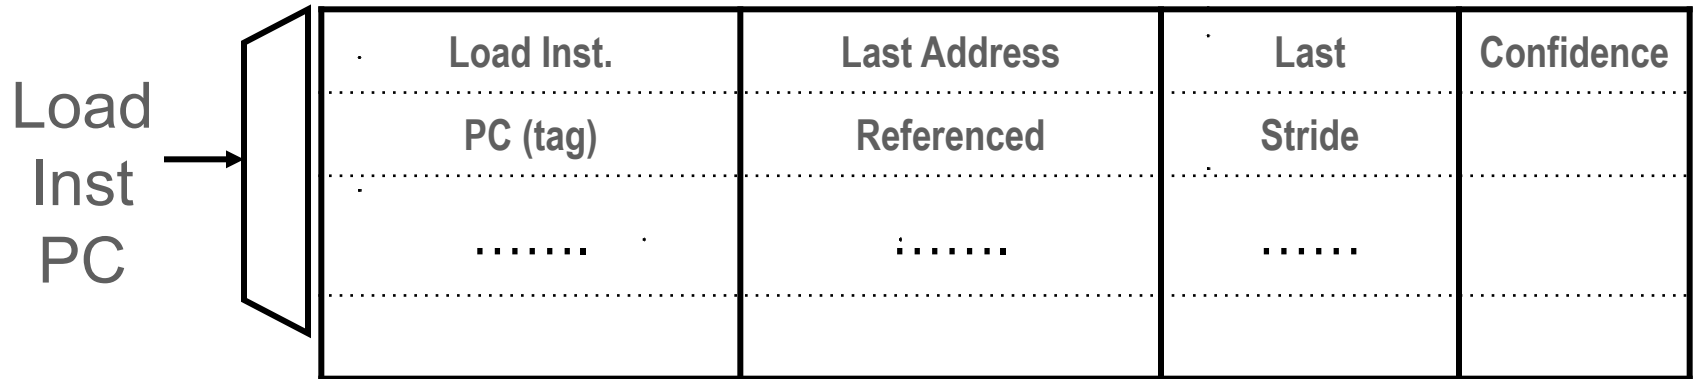 Load
Inst
PC
Load Inst. Last Address Last Confidence
PC (tag) Referenced Stride
....... ....... ......